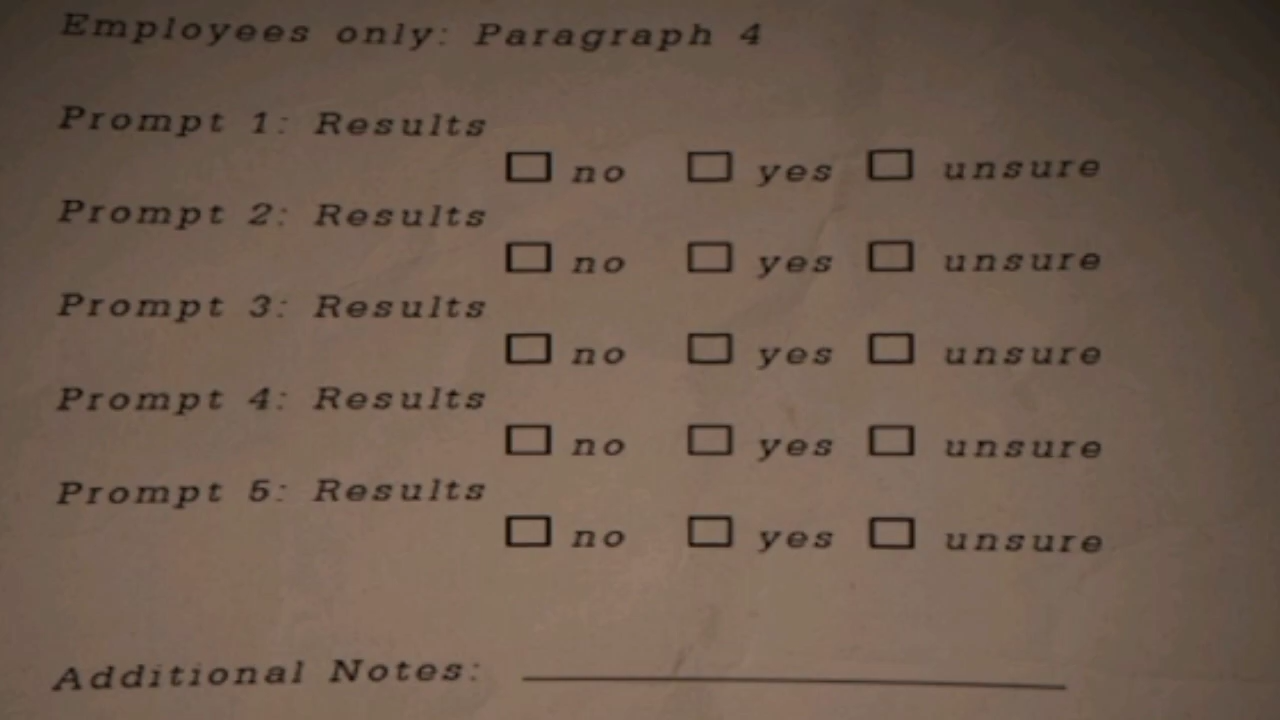 Employees only: Paragraph 4
Prompt 1: Results
no yes unsure
Prompt 2: Results
no yes unsure
Prompt 3: Results
no yes unsure
Prompt 4: Results
no yes unsure
Prompt 5: Results
no yes unsure
Additional Notes: